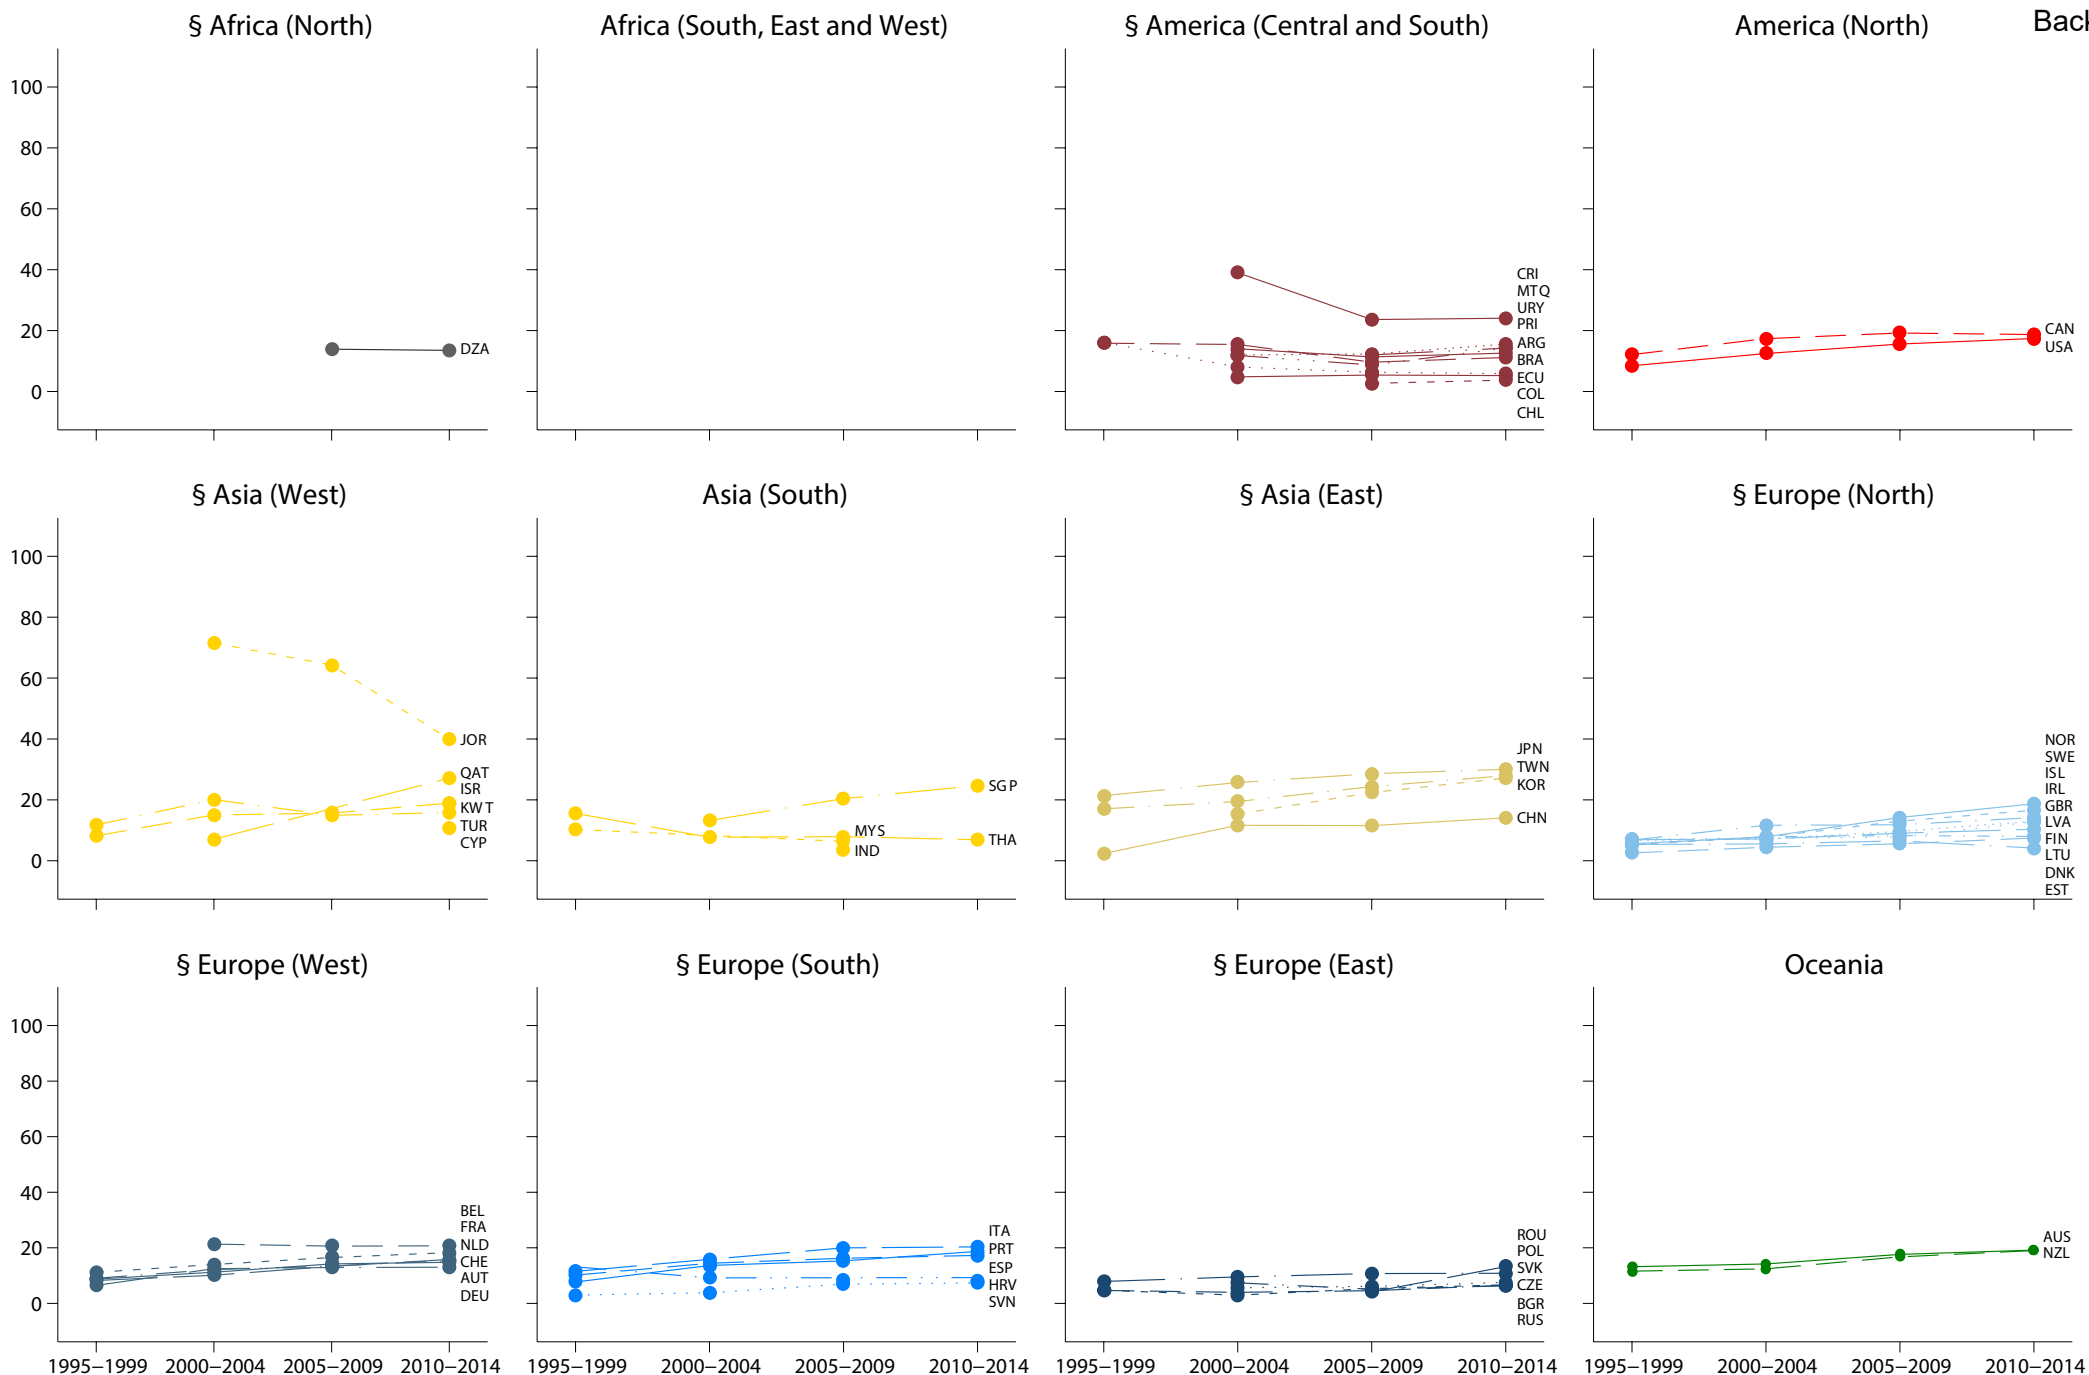 § Africa (North)
Africa (South, East and West)
§ America (Central and South)
America (North)
100
80
60
40
20
0
DZA
CRI
MTQ
URY
PRI
ARG
BRA
ECU
COL
CHL
CAN
USA
§ Asia (West)
Asia (South)
§ Asia (East)
§ Europe (North)
100
80
60
40
20
0
JOR
QAT
ISR
KWT
TUR
CYP
SGP
MYS
IND
THA
JPN
TWN
KOR
CHN
NOR
SWE
ISL
IRL
GBR
LVA
FIN
LTU
DNK
EST
§ Europe (West)
§ Europe (South)
§ Europe (East)
Oceania
100
80
60
40
20
0
BEL
FRA
NLD
CHE
AUT
DEU
ITA
PRT
ESP
HRV
SVN
ROU
POL
SVK
CZE
BGR
RUS
AUS
NZL
1995–1999 2000–2004 2005–2009 2010–2014
1995–1999 2000–2004 2005–2009 2010–2014
1995–1999 2000–2004 2005–2009 2010–2014
1995–1999 2000–2004 2005–2009 2010–2014